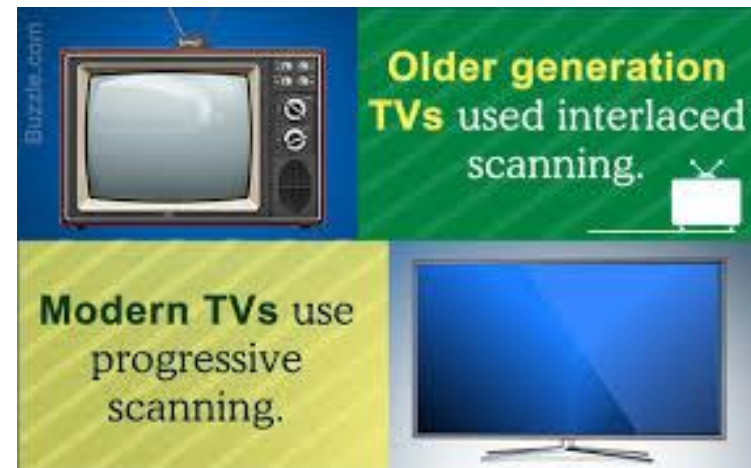 Buzzle.com
Older generation
TVs used interlaced
scanning.
Modern TVs use
progressive
scanning.